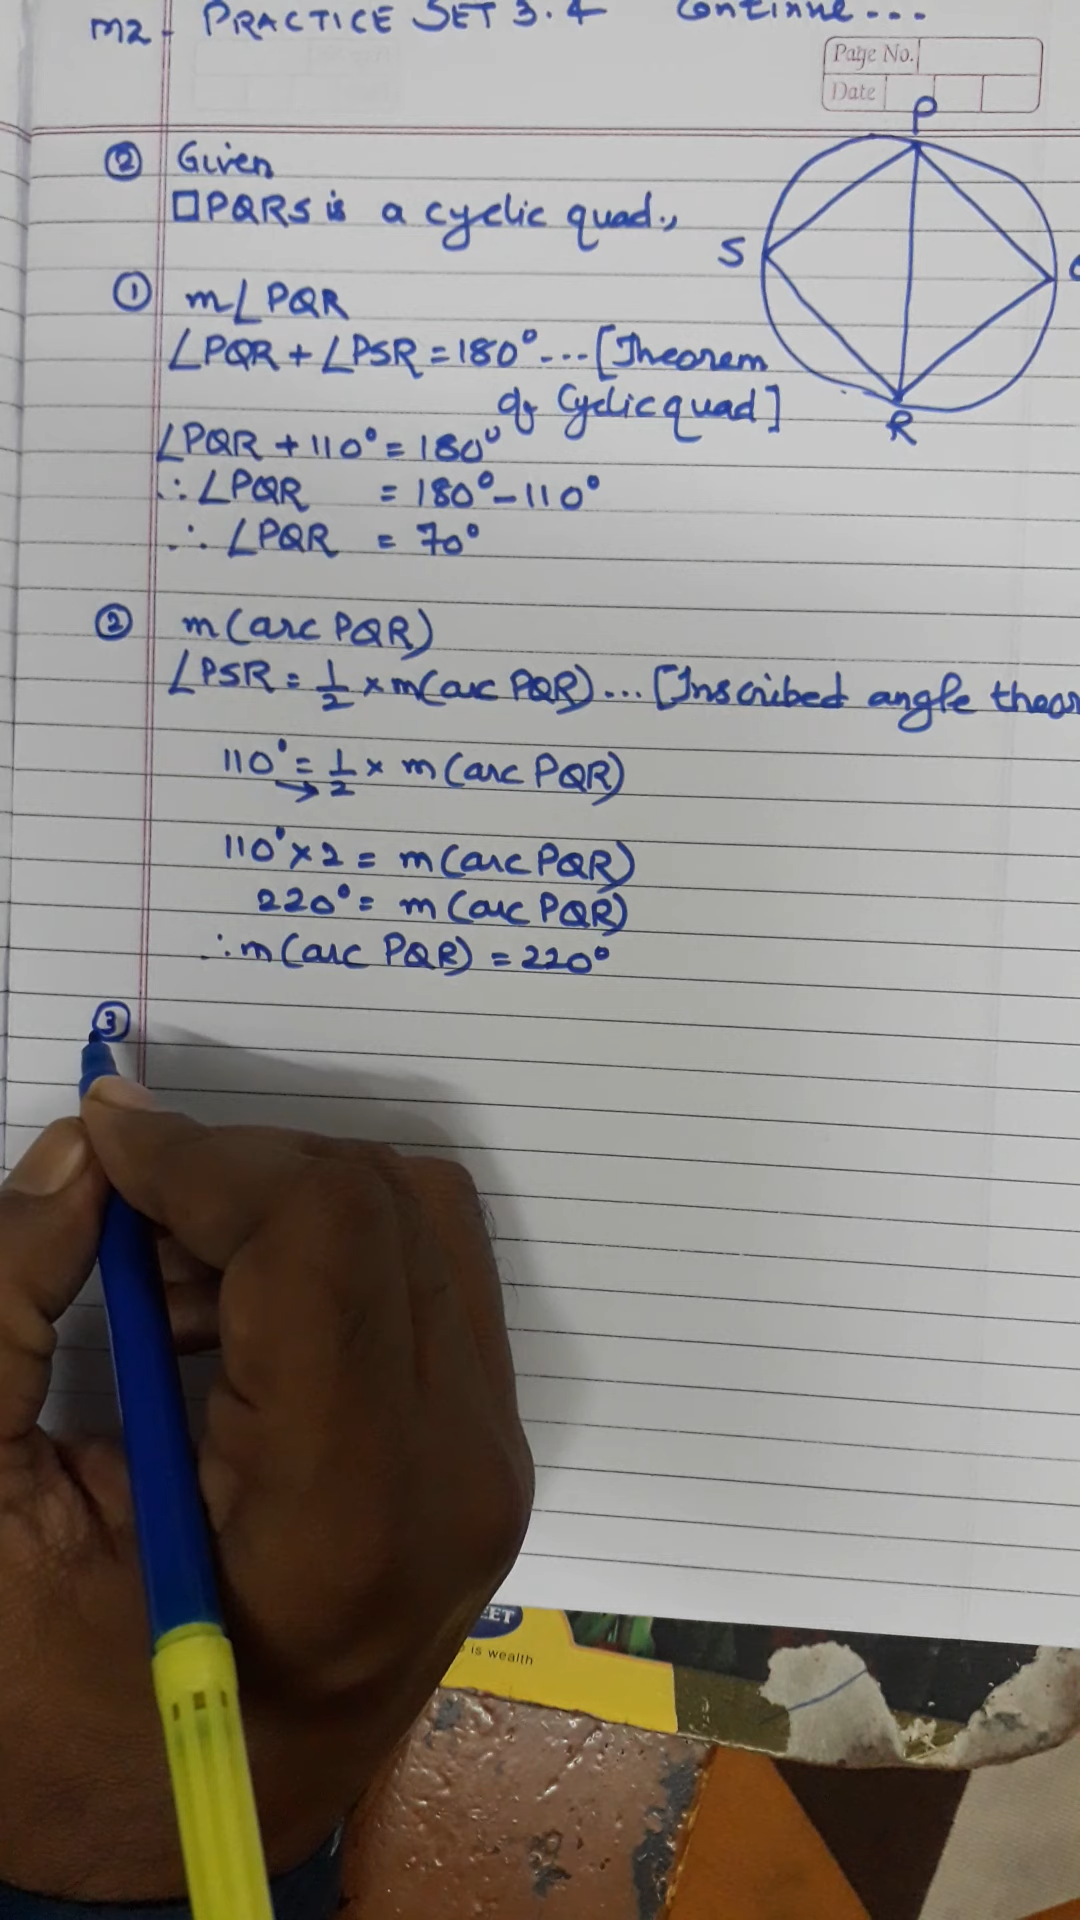 M2 - PRACTICE SET 3.4 Continue...
Page No.
Date
② Given
□PQRS is a cyclic quad.,
P
S
R
① m∠PQR
∠PQR + ∠PSR = 180° ... [Theorem
of Cyclic quad]
∠PQR + 110° = 180°
∴ ∠PQR = 180° - 110°
∴ ∠PQR = 70°
② m(arc PQR)
∠PSR = 1/2 × m(arc PQR) ... [Inscribed angle theor
110° = 1/2 × m(arc PQR)
110° × 2 = m(arc PQR)
220° = m(arc PQR)
∴ m(arc PQR) = 220°
③
is wealth